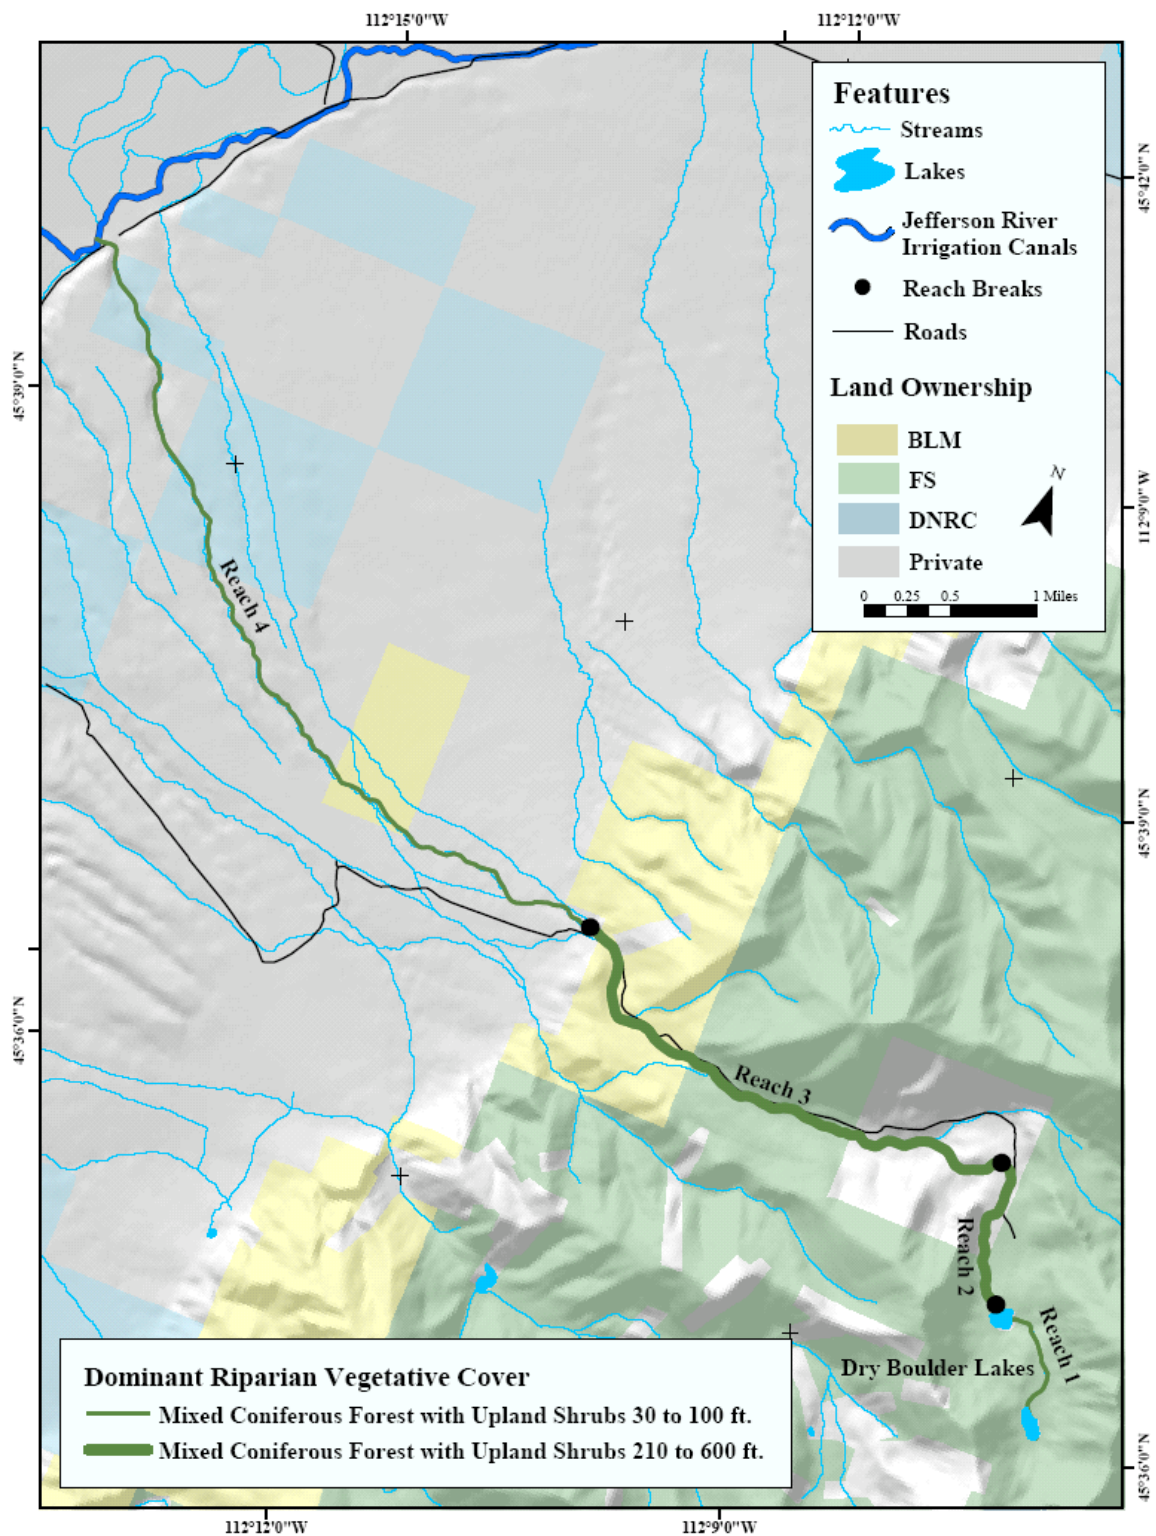 112°15'0"W
112°12'0"W
Features
Streams
Lakes
Jefferson River
Irrigation Canals
Reach Breaks
Roads
Land Ownership
BLM
FS
DNRC
Private
N
0 0.25 0.5 1 Miles
45°42'0"N
112°9'0"W
45°39'0"N
45°39'0"N
45°36'0"N
45°36'0"N
Reach 4
Reach 3
Reach 2
Reach 1
Dry Boulder Lakes
Dominant Riparian Vegetative Cover
Mixed Coniferous Forest with Upland Shrubs 30 to 100 ft.
Mixed Coniferous Forest with Upland Shrubs 210 to 600 ft.
112°12'0"W
112°9'0"W